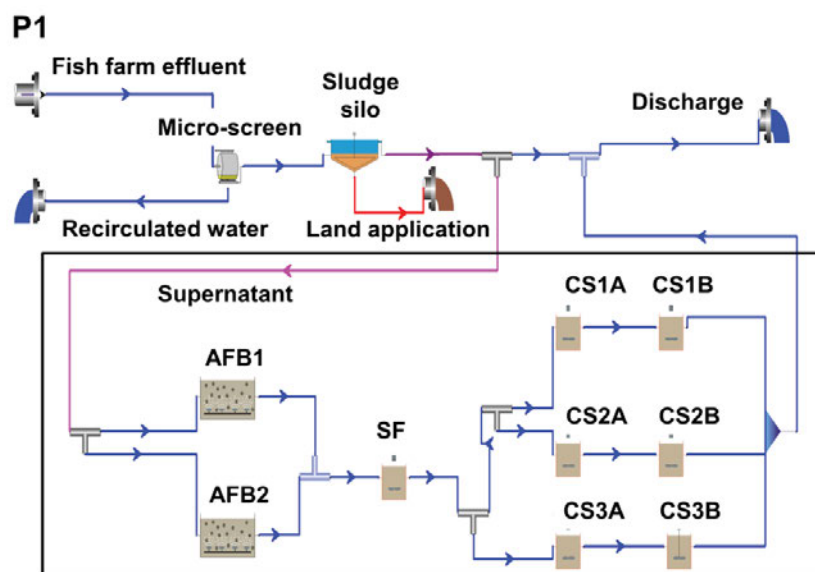 P1
Fish farm effluent
Sludge
silo
Discharge
Micro-screen
Recirculated water
Land application
Supernatant
CS1A
CS1B
AFB1
SF
CS2A
CS2B
AFB2
CS3A
CS3B